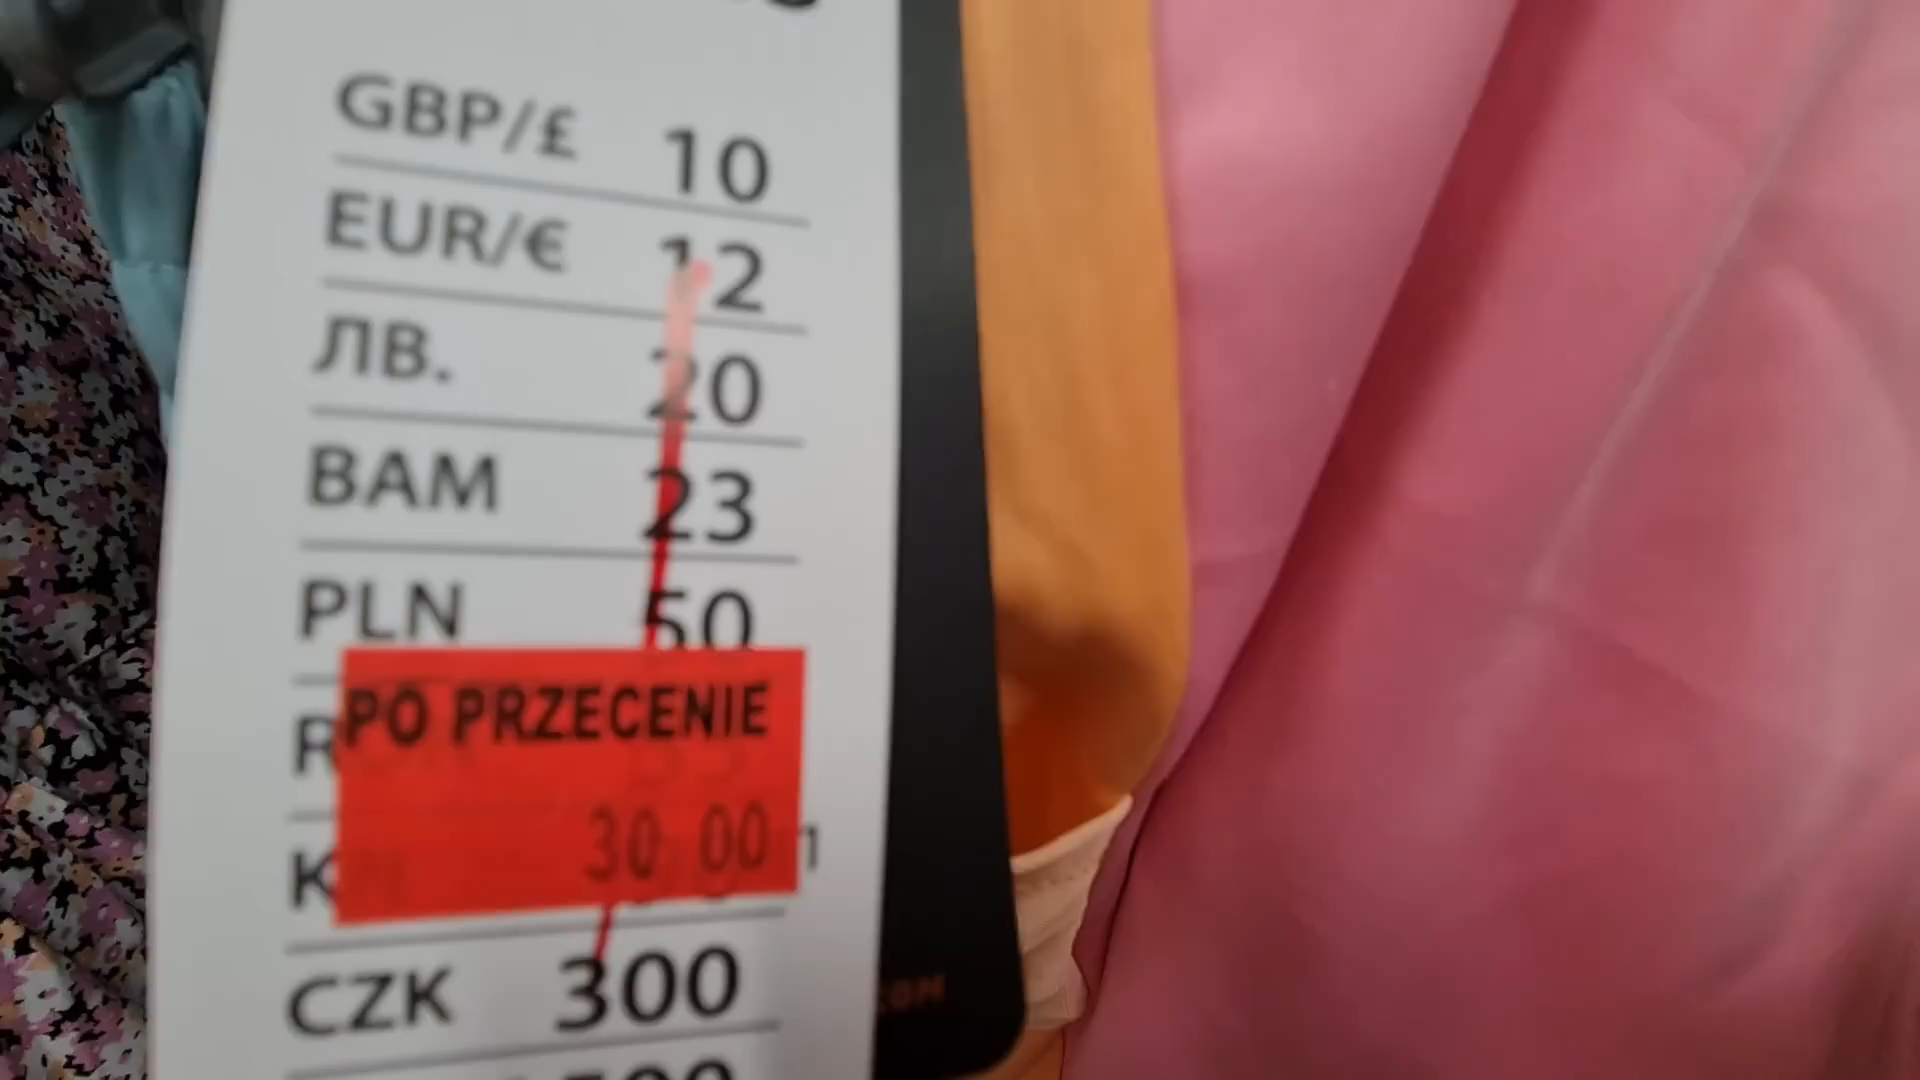 GBP/£ 10
EUR/€ 12
ЛВ. 20
BAM 23
PLN 50
PO PRZECENIE
30 00
CZK 300